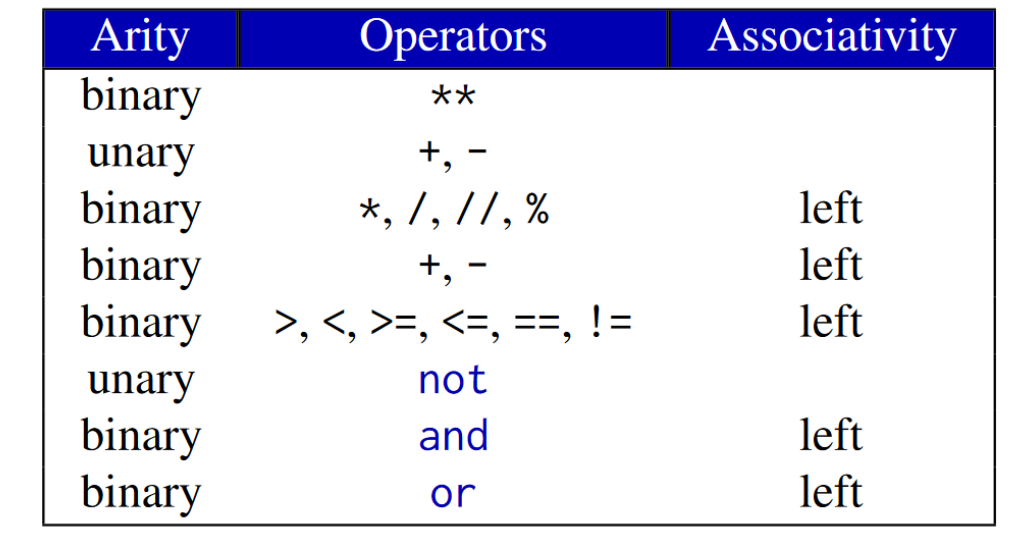 Arity Operators Associativity
binary **
unary +, -
binary *, /, //, % left
binary +, - left
binary >, <, >=, <=, ==, != left
unary not
binary and left
binary or left